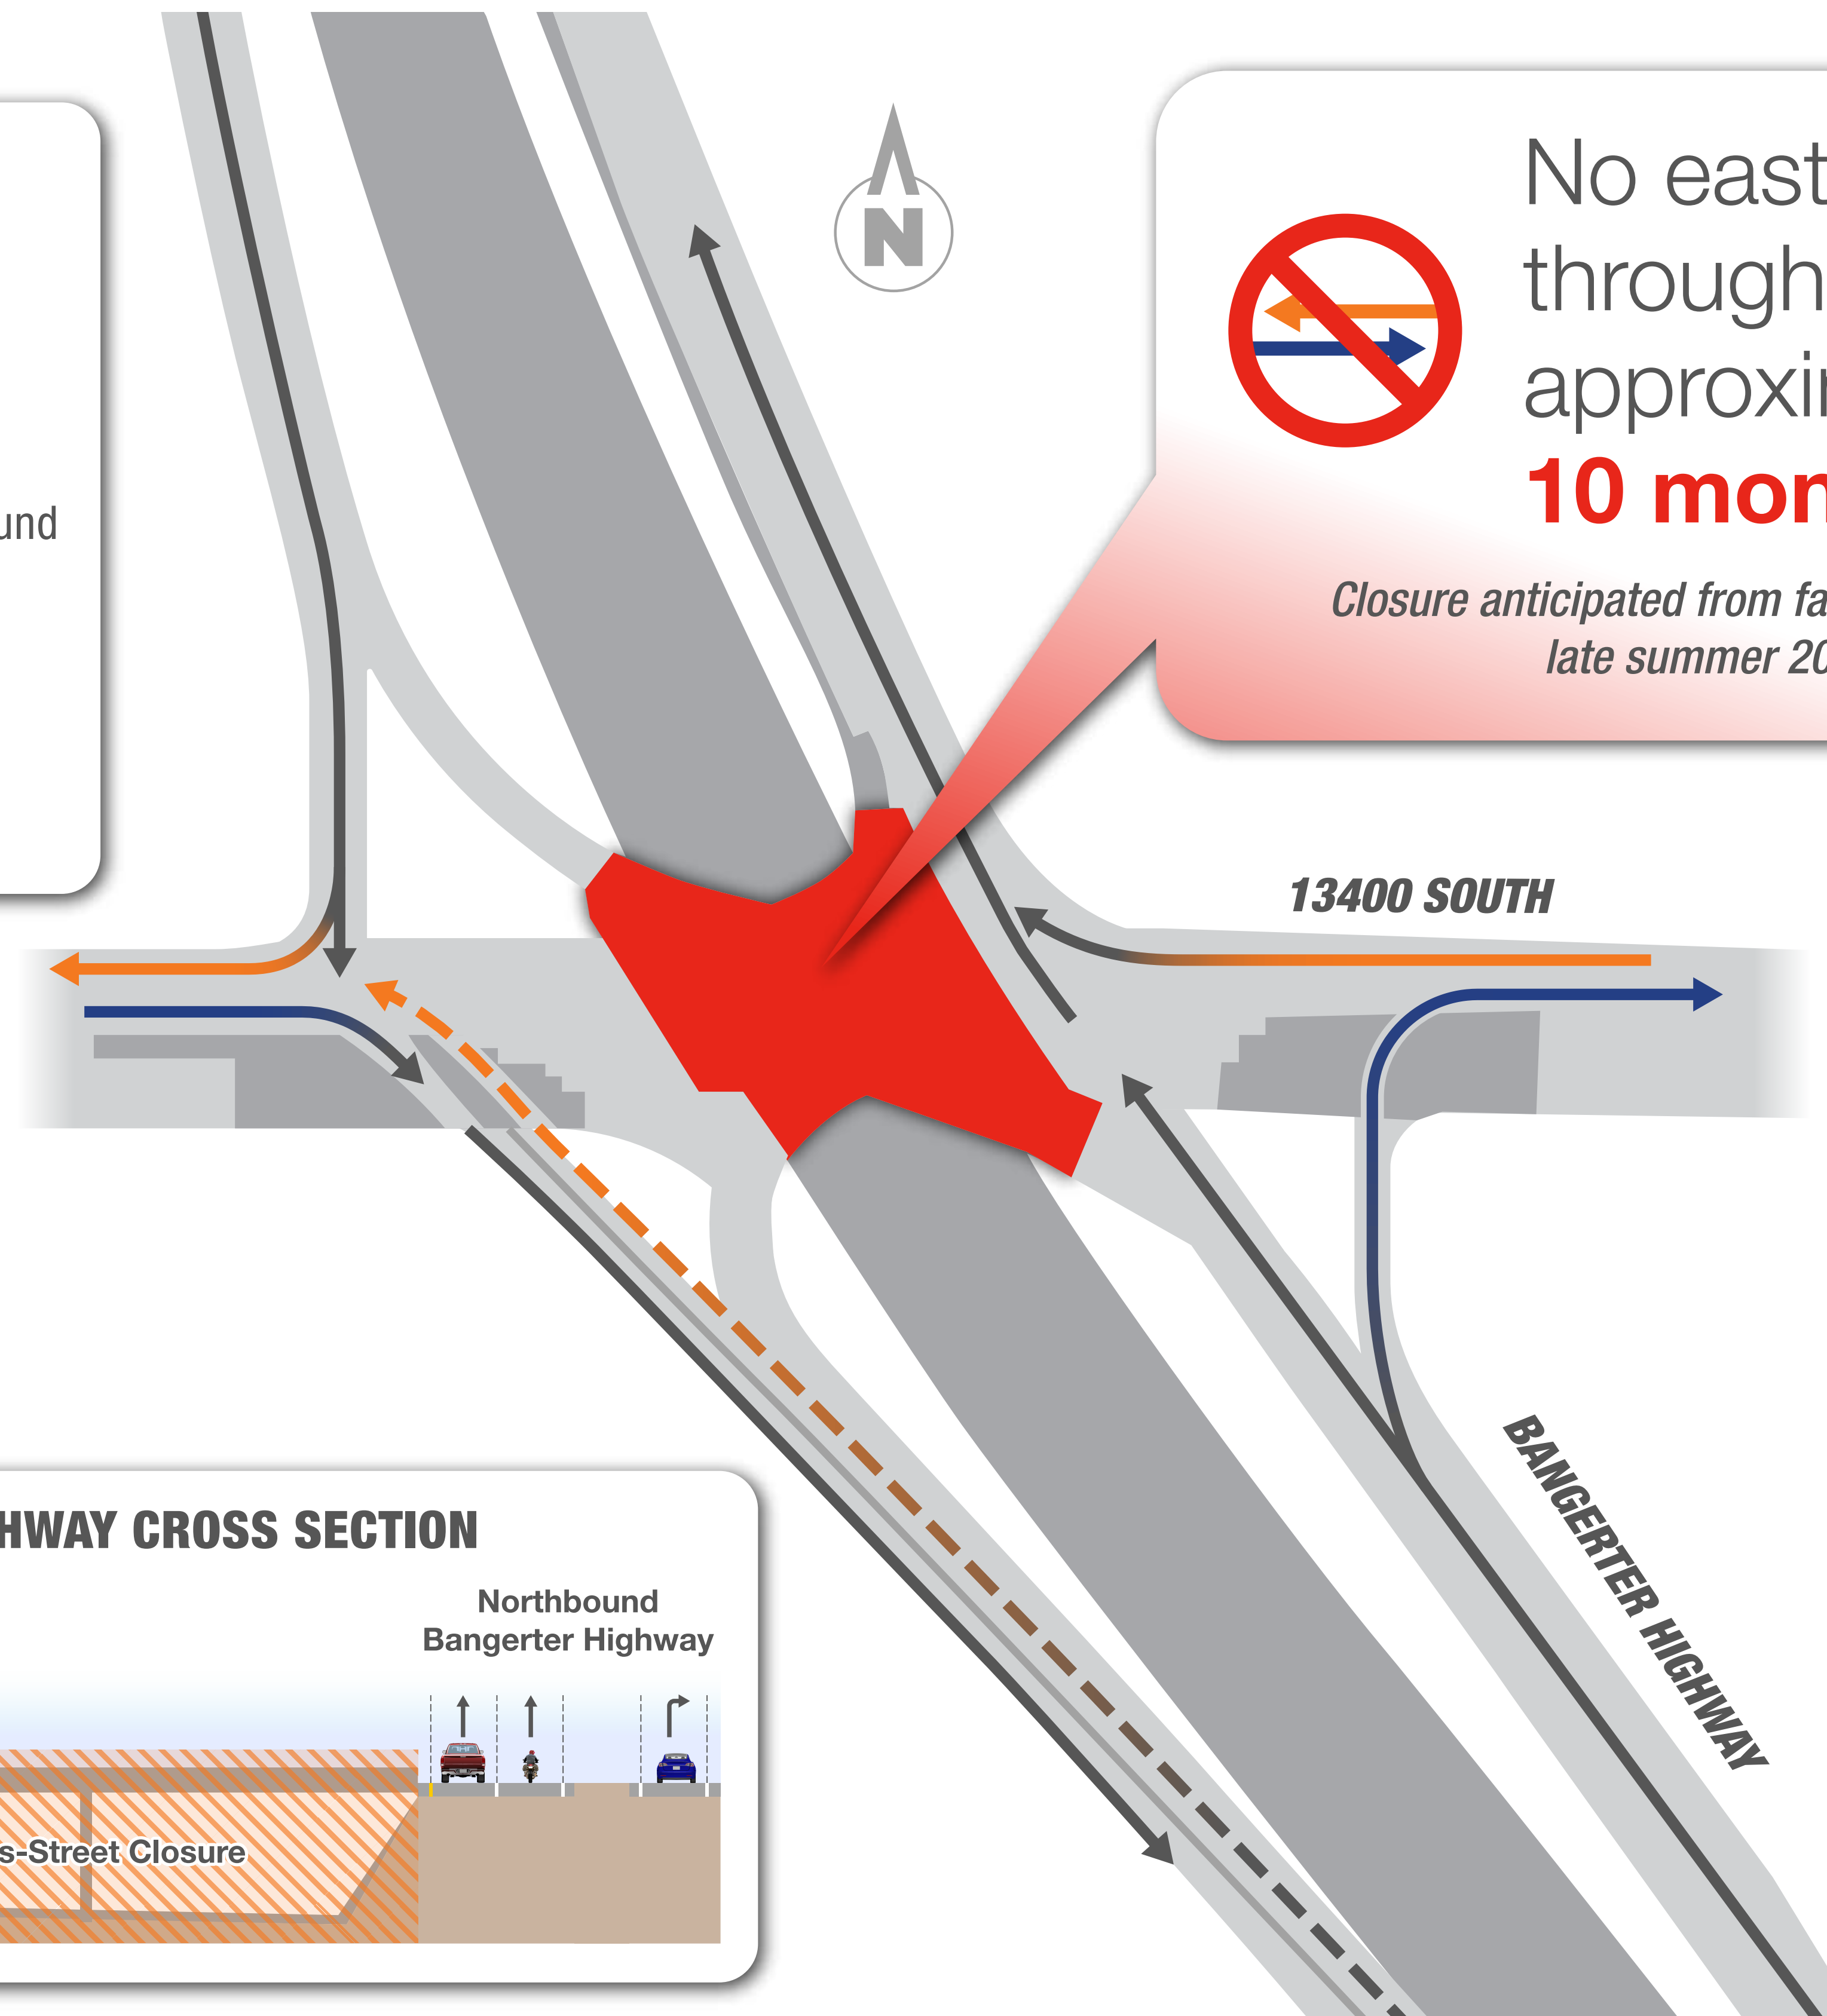 N
No east
through
approxi
10 mon
Closure anticipated from fa
late summer 20
und
13400 SOUTH
BANGERTER HIGHWAY
HWAY CROSS SECTION
Northbound
Bangerter Highway
s-Street Closure